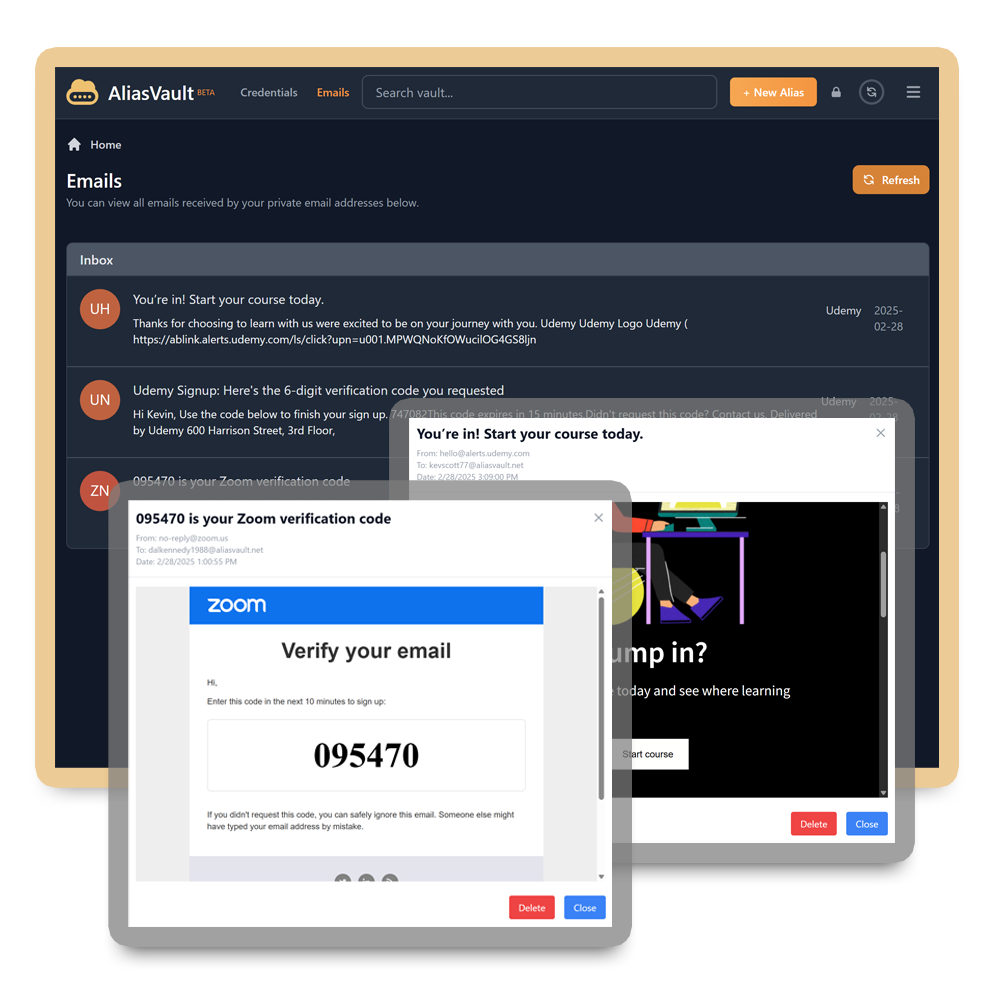 AliasVault BETA
Credentials
Emails
Search vault...
+ New Alias
Home
Emails
Refresh
You can view all emails received by your private email addresses below.
Inbox
UH
You're in! Start your course today.
Thanks for choosing to learn with us were excited to be on your journey with you. Udemy Udemy Logo Udemy (
https://ablink.alerts.udemy.com/ls/click?upn=u001.MPWQNoKfOWucilOG4GS8ljn
Udemy
2025-
02-28
UN
Udemy Signup: Here's the 6-digit verification code you requested
Hi Kevin, Use the code below to finish your sign up. 747082This code expires in 15 minutes.Didn't request this code? Contact us. Delivered
by Udemy 600 Harrison Street, 3rd Floor,
Udemy
2025-
02-28
ZN
095470 is your Zoom verification code
You're in! Start your course today.
From: hello@alerts.udemy.com
To: kevscott77@aliasvault.net
Date: 2/28/2025 3:09:00 PM
ump in?
today and see where learning
Start course
Delete
Close
095470 is your Zoom verification code
From: no-reply@zoom.us
To: dalkennedy1988@aliasvault.net
Date: 2/28/2025 1:00:55 PM
zoom
Verify your email
Hi,
Enter this code in the next 10 minutes to sign up:
095470
If you didn't request this code, you can safely ignore this email. Someone else might
have typed your email address by mistake.
Delete
Close